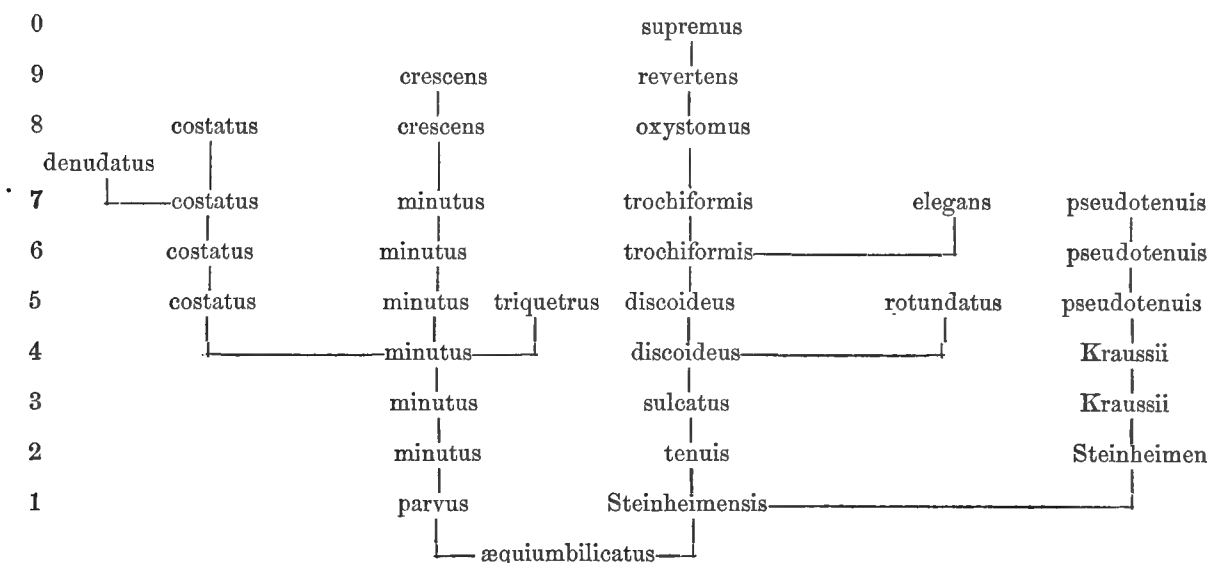 0 supremus
9 crescens revertens
8 costatus crescens oxystomus
denudatus
7 costatus minutus trochiformis elegans pseudotenuis
6 costatus minutus trochiformis pseudotenuis
5 costatus minutus triquetrus discoideus rotundatus pseudotenuis
4 minutus discoideus Kraussii
3 minutus sulcatus Kraussii
2 minutus tenuis Steinheimen
1 parvus Steinheimensis
æquiumbilicatus